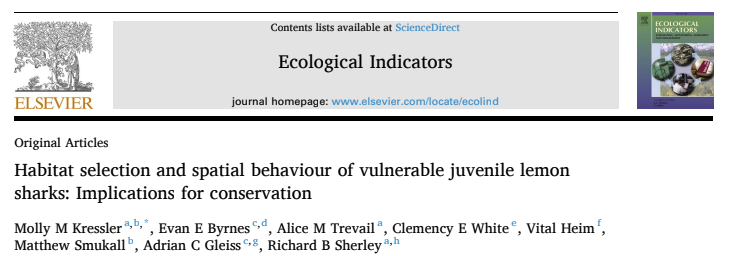 Contents lists available at ScienceDirect
Ecological Indicators
journal homepage: www.elsevier.com/locate/ecolind
ELSEVIER
ECOLOGICAL
INDICATORS
Original Articles
Habitat selection and spatial behaviour of vulnerable juvenile lemon
sharks: Implications for conservation
Molly M Kressler a,b,*, Evan E Byrnes c,d, Alice M Trevail a, Clemency E White e, Vital Heim f,
Matthew Smukall b, Adrian C Gleiss c,g, Richard B Sherley a,h